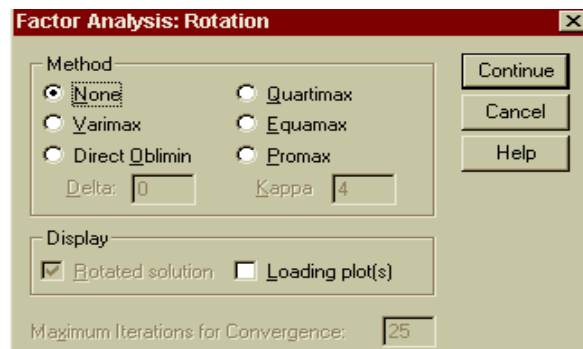 Factor Analysis: Rotation
Method
None
Quartimax
Varimax
Equamax
Direct Oblimin
Promax
Delta: 0
Kappa 4
Display
Rotated solution
Loading plot(s)
Maximum Iterations for Convergence: 25
Continue
Cancel
Help